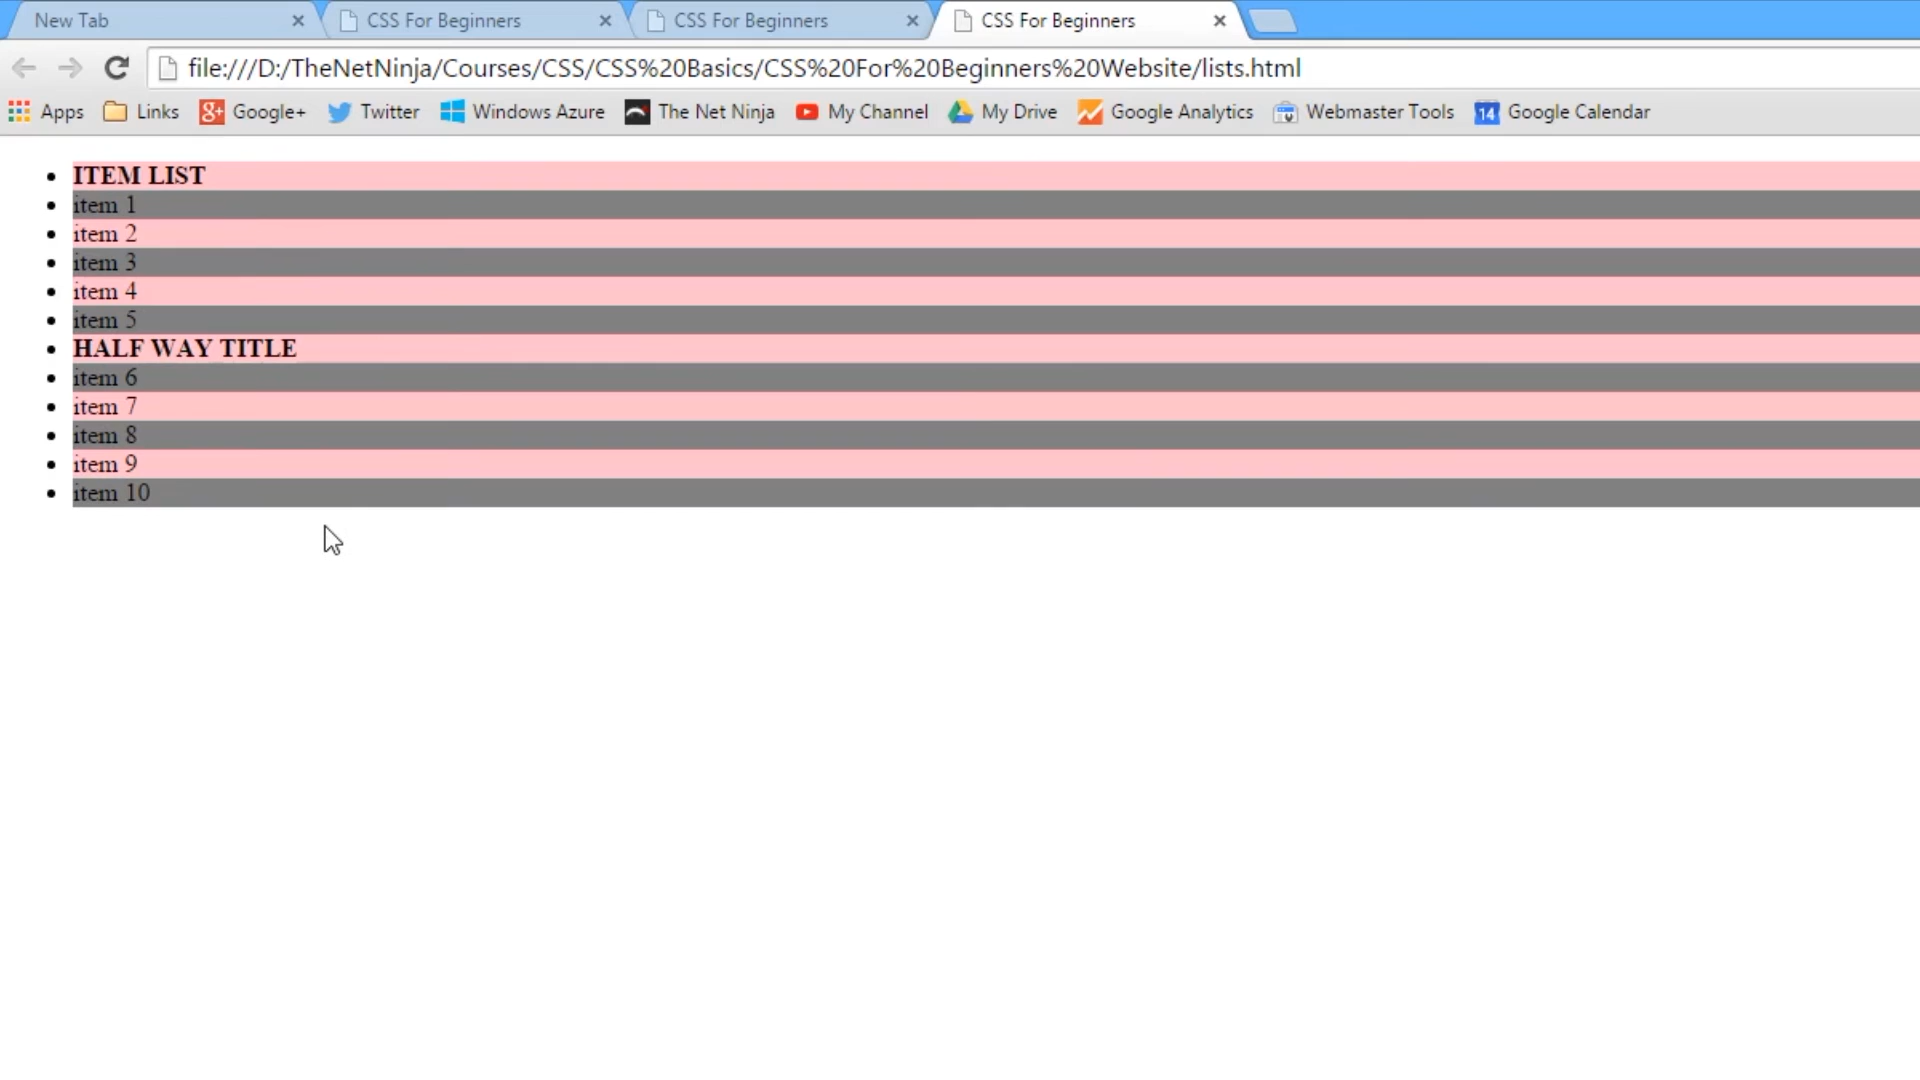 New Tab
CSS For Beginners
CSS For Beginners
CSS For Beginners
file:///D:/TheNetNinja/Courses/CSS/CSS%20Basics/CSS%20For%20Beginners%20Website/lists.html
Apps Links Google+ Twitter Windows Azure The Net Ninja My Channel My Drive Google Analytics Webmaster Tools 14 Google Calendar
ITEM LIST
item 1
item 2
item 3
item 4
item 5
HALF WAY TITLE
item 6
item 7
item 8
item 9
item 10